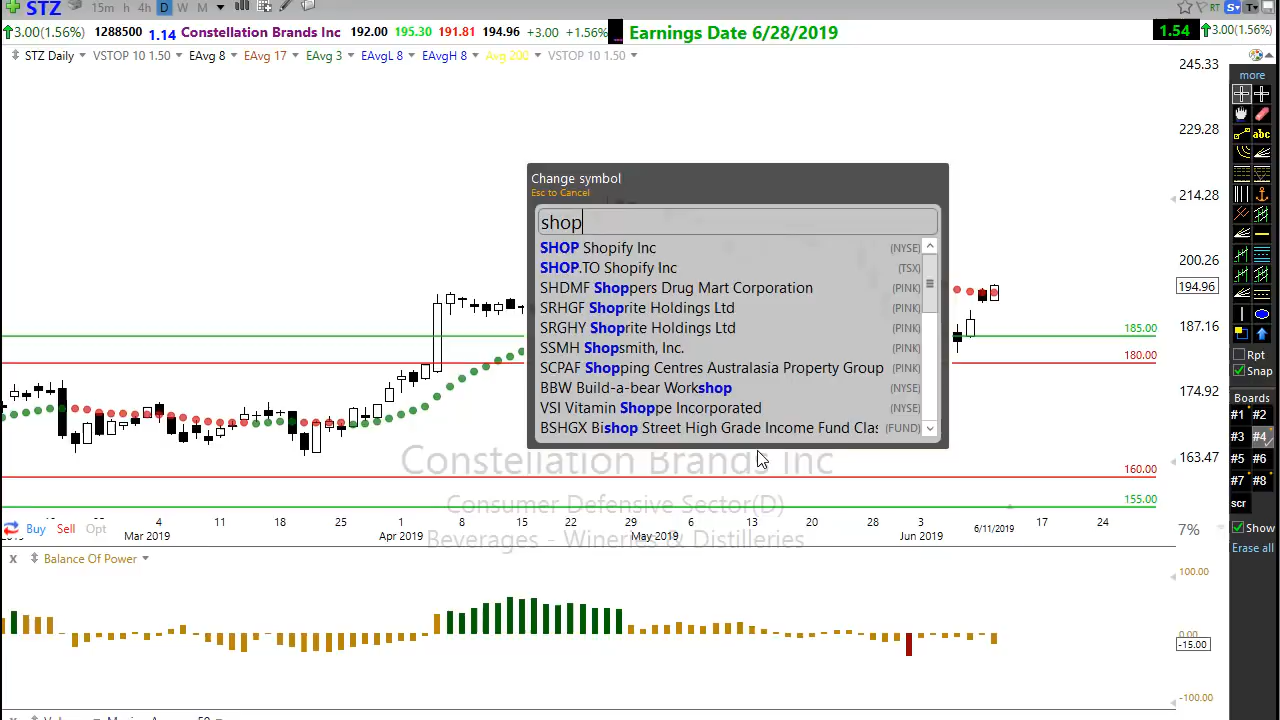 STZ 15m h 4h D W M RT S T
3.00(1.56%) 1288500 1.14 Constellation Brands Inc 192.00 195.30 191.81 194.96 +3.00 +1.56% Earnings Date 6/28/2019 1.54 3.00(1.56%)
STZ Daily VSTOP 10 1.50 EAvg 8 EAvg 17 EAvg 3 EAvgL 8 EAvgH 8 Avg 200 VSTOP 10 1.50
245.33
more
abc
229.28
Change symbol
Esc to Cancel
214.28
shop
SHOP Shopify Inc (NYSE)
SHOP.TO Shopify Inc (TSX)
200.26
SHDMF Shoppers Drug Mart Corporation (PINK)
194.96
SRHGF Shoprite Holdings Ltd (PINK)
SRGHY Shoprite Holdings Ltd (PINK)
185.00 187.16
SSMH Shopsmith, Inc. (PINK)
180.00
Rpt
SCPAF Shopping Centres Australasia Property Group (PINK)
Snap
BBW Build-a-bear Workshop (NYSE)
174.92
Boards
VSI Vitamin Shoppe Incorporated (NYSE)
#1 #2
BSHGX Bishop Street High Grade Income Fund Clas (FUND)
#3 #4
Constellation Brands Inc
163.47
#5 #6
160.00
#7 #8
155.00
Consumer Defensive Sector(D)
scr
4 11 18 25 1 8 15 22 29 6 13 20 28 3 6/11/2019 17 24
Buy Sell Opt
7%
Show
Mar 2019 Apr 2019 May 2019 Jun 2019
Beverages - Wineries & Distilleries
Erase all
x Balance Of Power
100.00
0.00
-15.00
-100.00